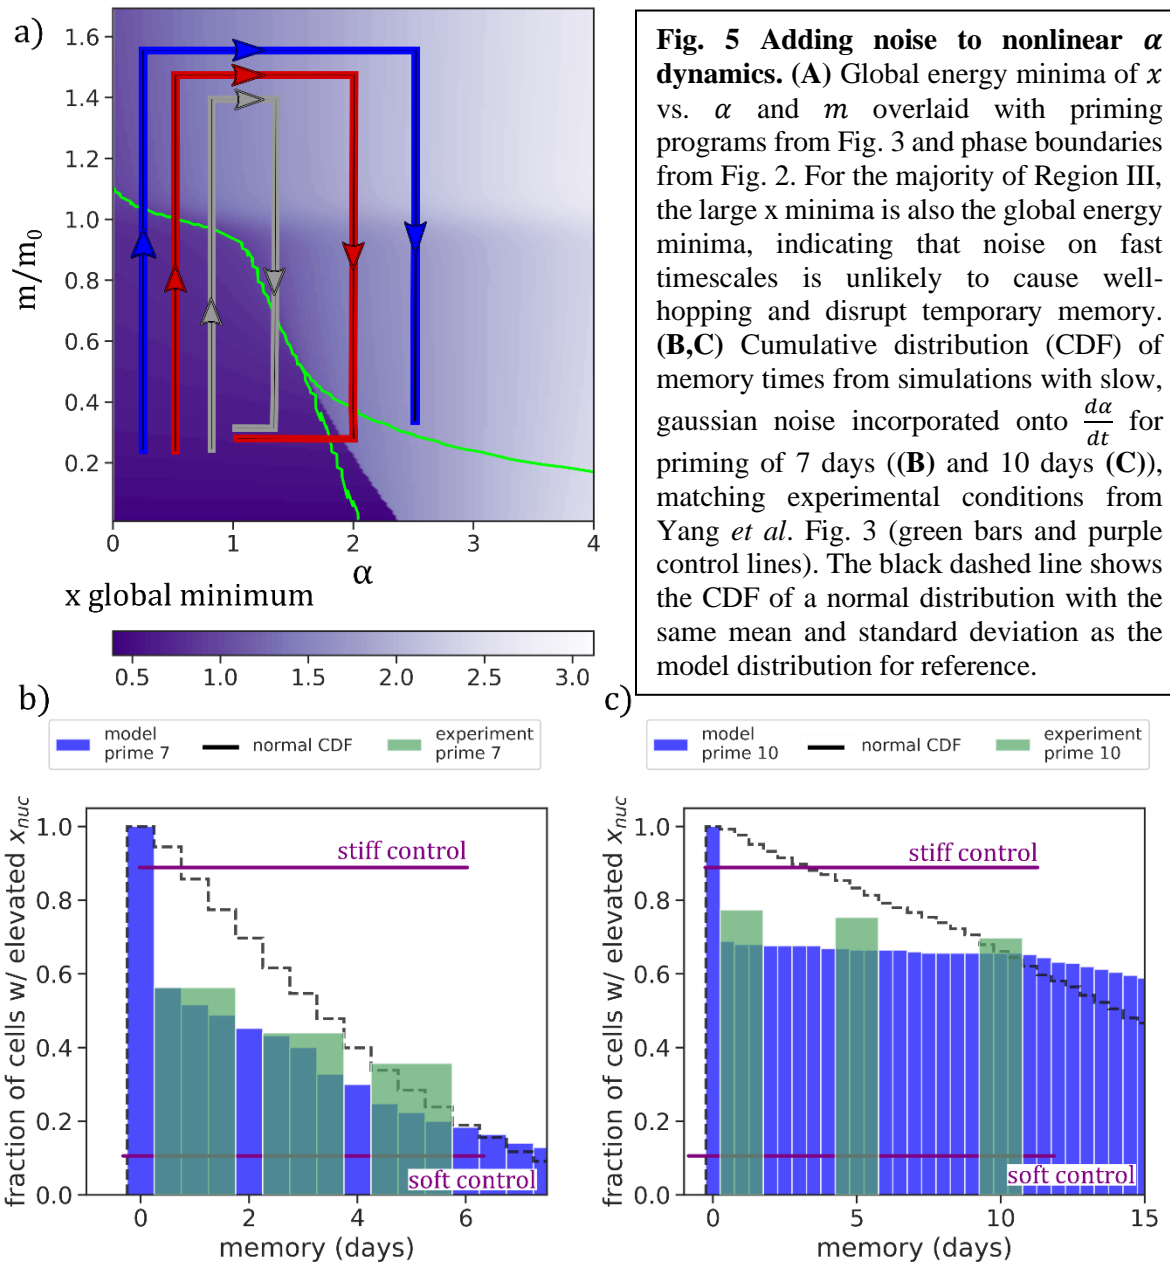 a)
1.6
1.4
1.2
1.0
0.8
0.6
0.4
0.2
m/m0
0 1 2 3 4
α
x global minimum
0.5 1.0 1.5 2.0 2.5 3.0
Fig. 5 Adding noise to nonlinear α
dynamics. (A) Global energy minima of x
vs. α and m overlaid with priming
programs from Fig. 3 and phase boundaries
from Fig. 2. For the majority of Region III,
the large x minima is also the global energy
minima, indicating that noise on fast
timescales is unlikely to cause well-
hopping and disrupt temporary memory.
(B,C) Cumulative distribution (CDF) of
memory times from simulations with slow,
gaussian noise incorporated onto dα/dt for
priming of 7 days ((B) and 10 days (C)),
matching experimental conditions from
Yang et al. Fig. 3 (green bars and purple
control lines). The black dashed line shows
the CDF of a normal distribution with the
same mean and standard deviation as the
model distribution for reference.
b)
model prime 7
normal CDF
experiment prime 7
fraction of cells w/ elevated xnuc
1.0
0.8
0.6
0.4
0.2
0.0
stiff control
soft control
0 2 4 6
memory (days)
c)
model prime 10
normal CDF
experiment prime 10
fraction of cells w/ elevated xnuc
1.0
0.8
0.6
0.4
0.2
0.0
stiff control
soft control
0 5 10 15
memory (days)